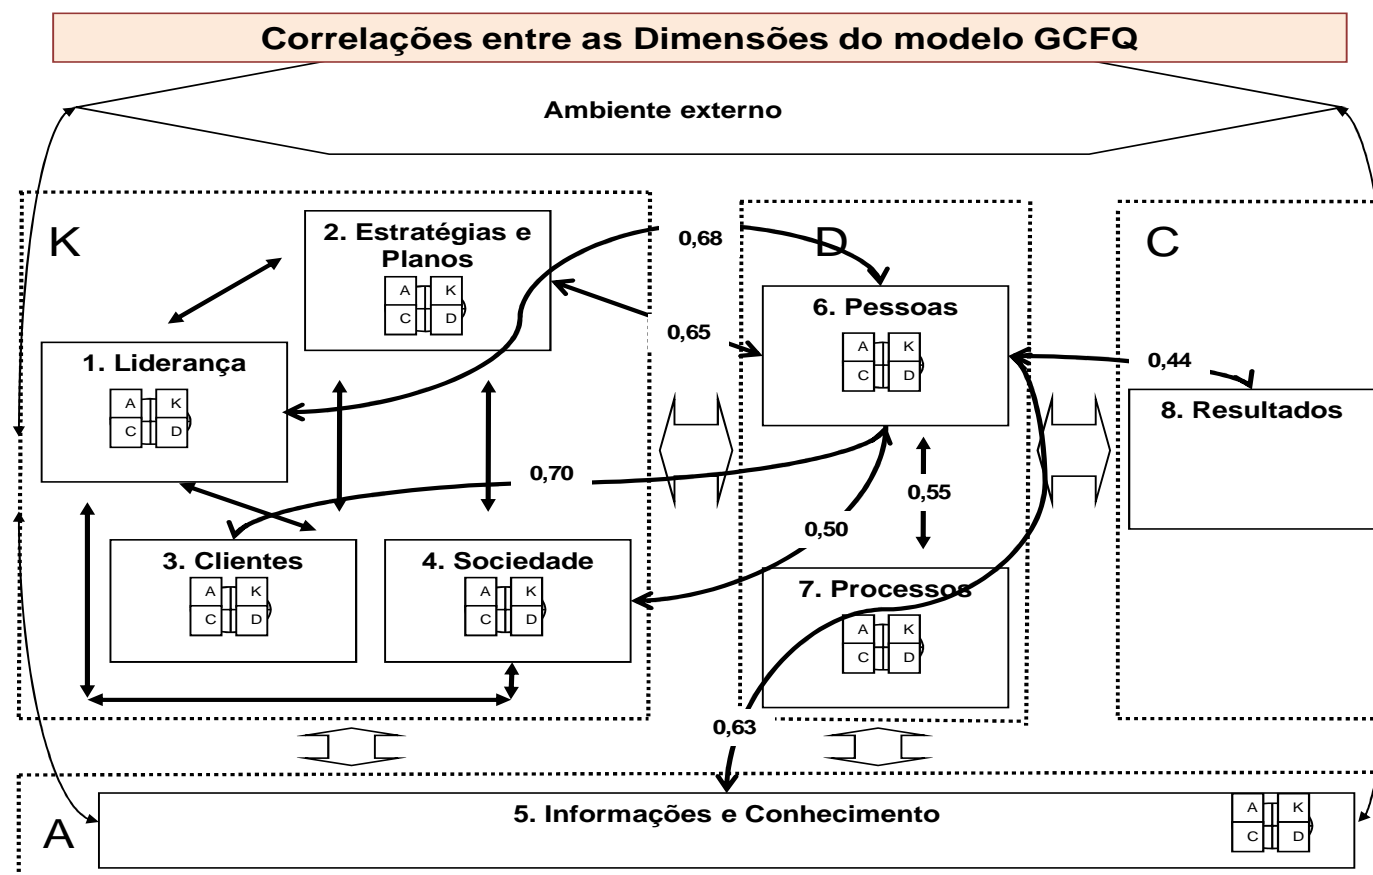 Correlações entre as Dimensões do modelo GCFQ
Ambiente externo
K
2. Estratégias e
Planos
A K
C D
1. Liderança
A K
C D
3. Clientes
A K
C D
4. Sociedade
A K
C D
0,68
0,65
0,70
D
6. Pessoas
A K
C D
0,55
0,50
7. Processos
A K
C D
0,63
C
0,44
8. Resultados
A
5. Informações e Conhecimento
A K
C D